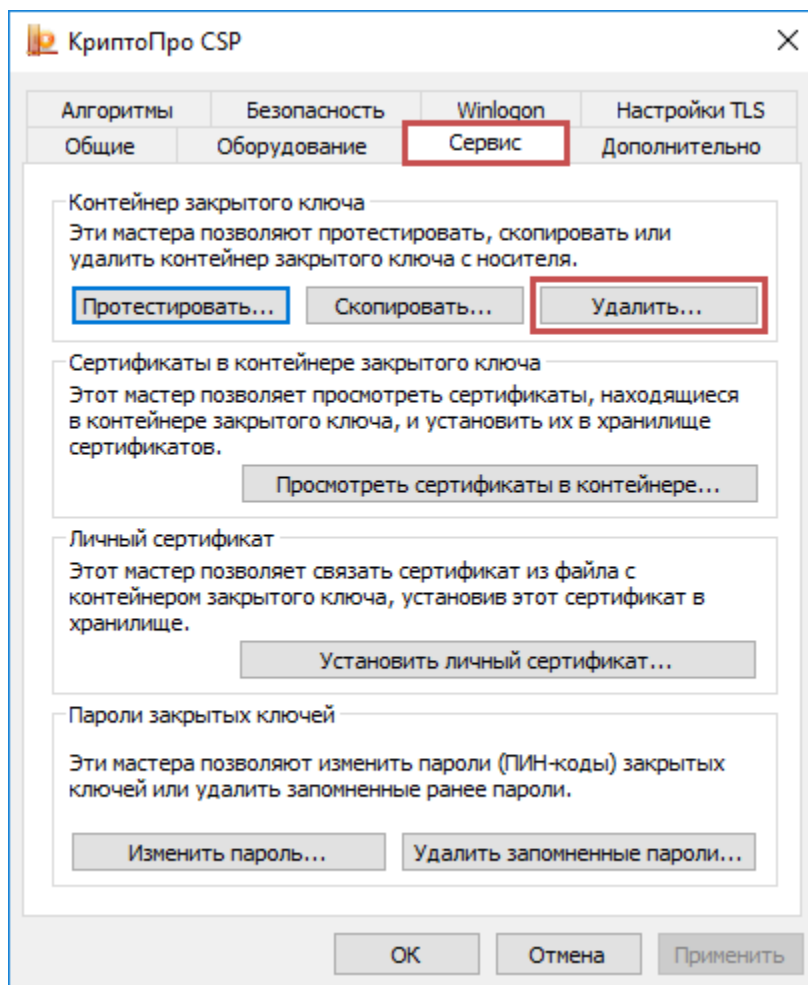 КриптоПро CSP
Алгоритмы Безопасность Winlogon Настройки TLS
Общие Оборудование Сервис Дополнительно
Контейнер закрытого ключа
Эти мастера позволяют протестировать, скопировать или
удалить контейнер закрытого ключа с носителя.
Протестировать... Скопировать... Удалить...
Сертификаты в контейнере закрытого ключа
Этот мастер позволяет просмотреть сертификаты, находящиеся
в контейнере закрытого ключа, и установить их в хранилище
сертификатов.
Просмотреть сертификаты в контейнере...
Личный сертификат
Этот мастер позволяет связать сертификат из файла с
контейнером закрытого ключа, установив этот сертификат в
хранилище.
Установить личный сертификат...
Пароли закрытых ключей
Эти мастера позволяют изменить пароли (ПИН-коды) закрытых
ключей или удалить запомненные ранее пароли.
Изменить пароль... Удалить запомненные пароли...
ОК Отмена Применить